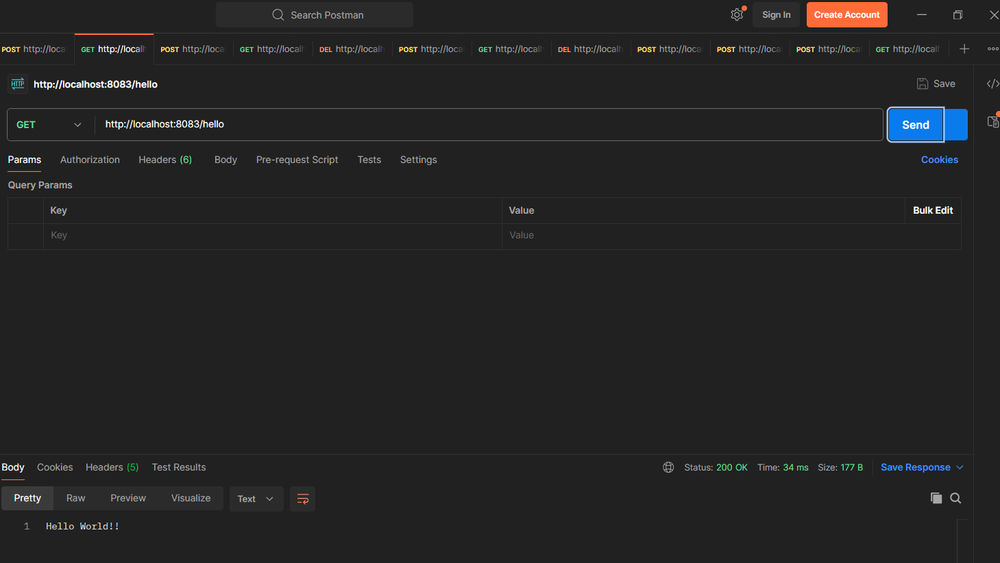 Search Postman
Sign In
Create Account
POST http://loca
GET http://localh
POST http://loca
GET http://localh
DEL http://localh
POST http://loca
GET http://localh
DEL http://localh
POST http://loca
POST http://loca
POST http://loca
GET http://localh
HTTP http://localhost:8083/hello
Save
GET http://localhost:8083/hello
Send
Params Authorization Headers (6) Body Pre-request Script Tests Settings Cookies
Query Params
Key Value Bulk Edit
Key Value
Body Cookies Headers (5) Test Results Status: 200 OK Time: 34 ms Size: 177 B Save Response
Pretty Raw Preview Visualize Text
1 Hello World!!